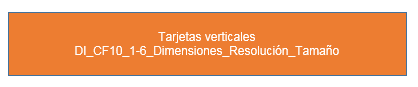 Tarjetas verticales
DI_CF10_1-6_Dimensiones_Resolución_Tamaño